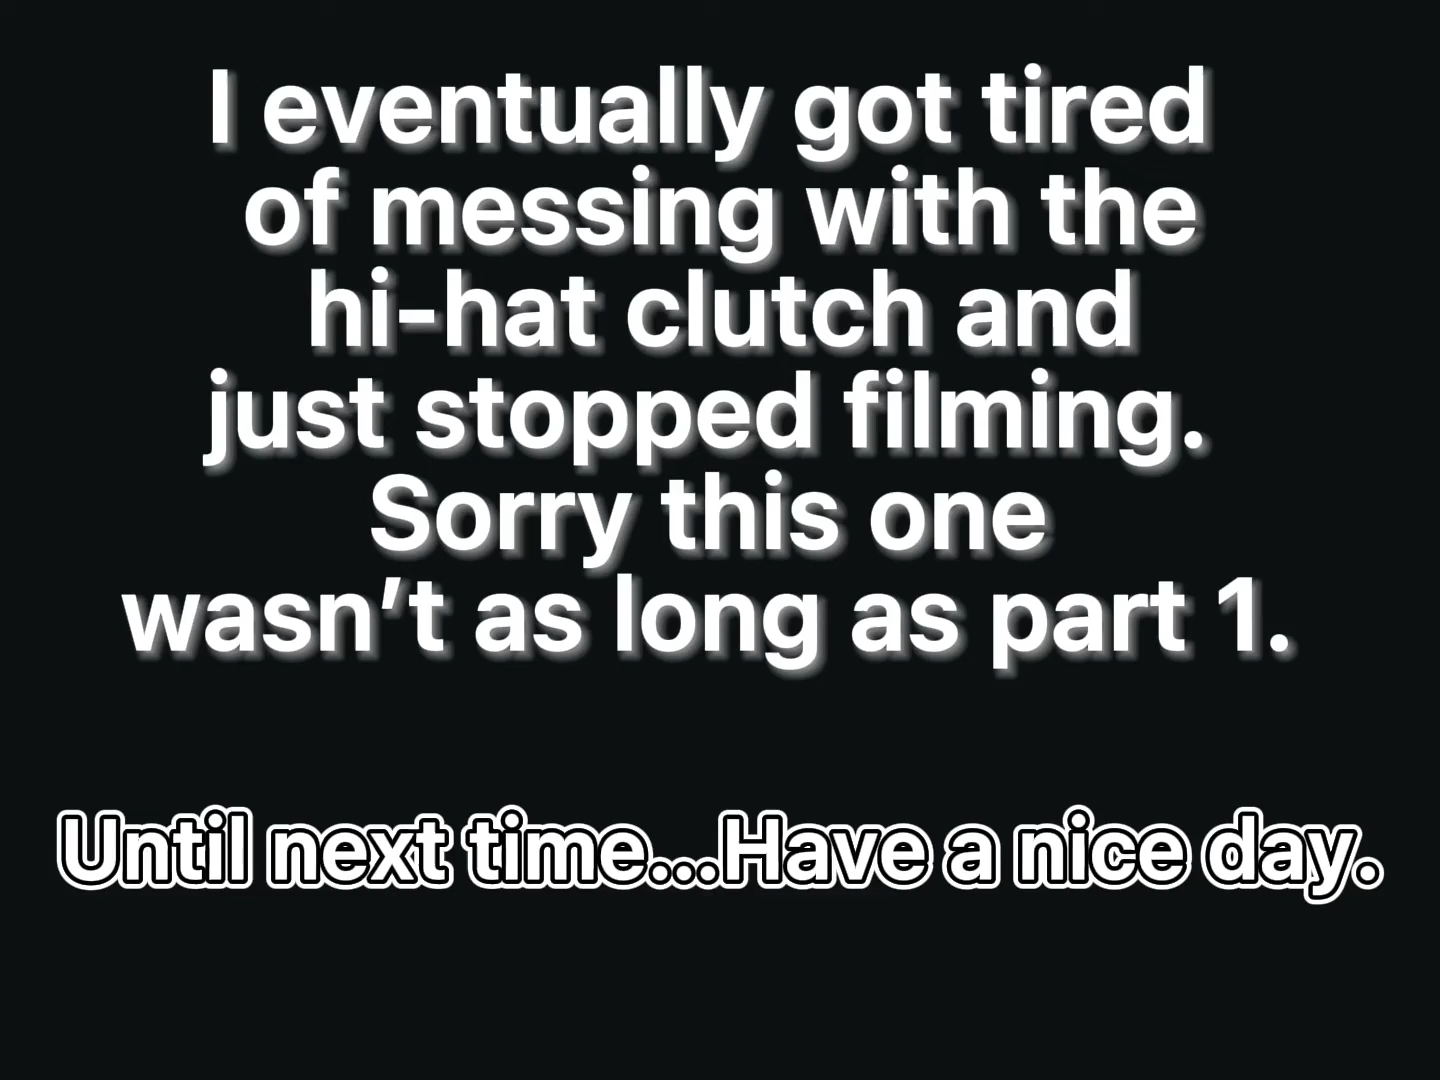 I eventually got tired
of messing with the
hi-hat clutch and
just stopped filming.
Sorry this one
wasn’t as long as part 1.
Until next time...Have a nice day.